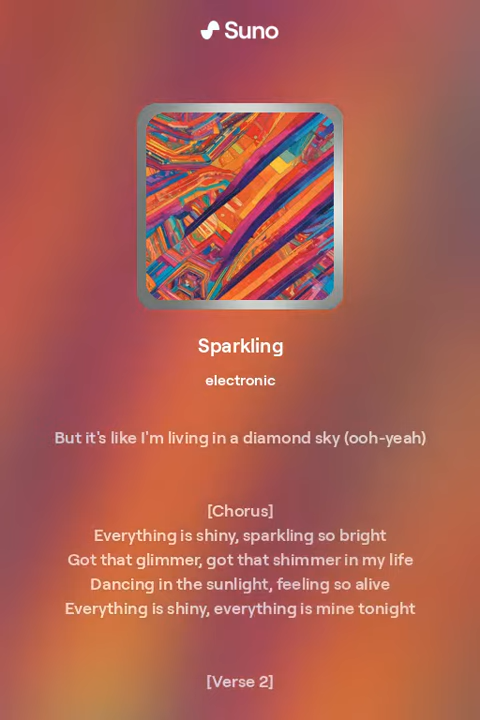 Suno
Sparkling
electronic
But it's like I'm living in a diamond sky (ooh-yeah)
[Chorus]
Everything is shiny, sparkling so bright
Got that glimmer, got that shimmer in my life
Dancing in the sunlight, feeling so alive
Everything is shiny, everything is mine tonight
[Verse 2]